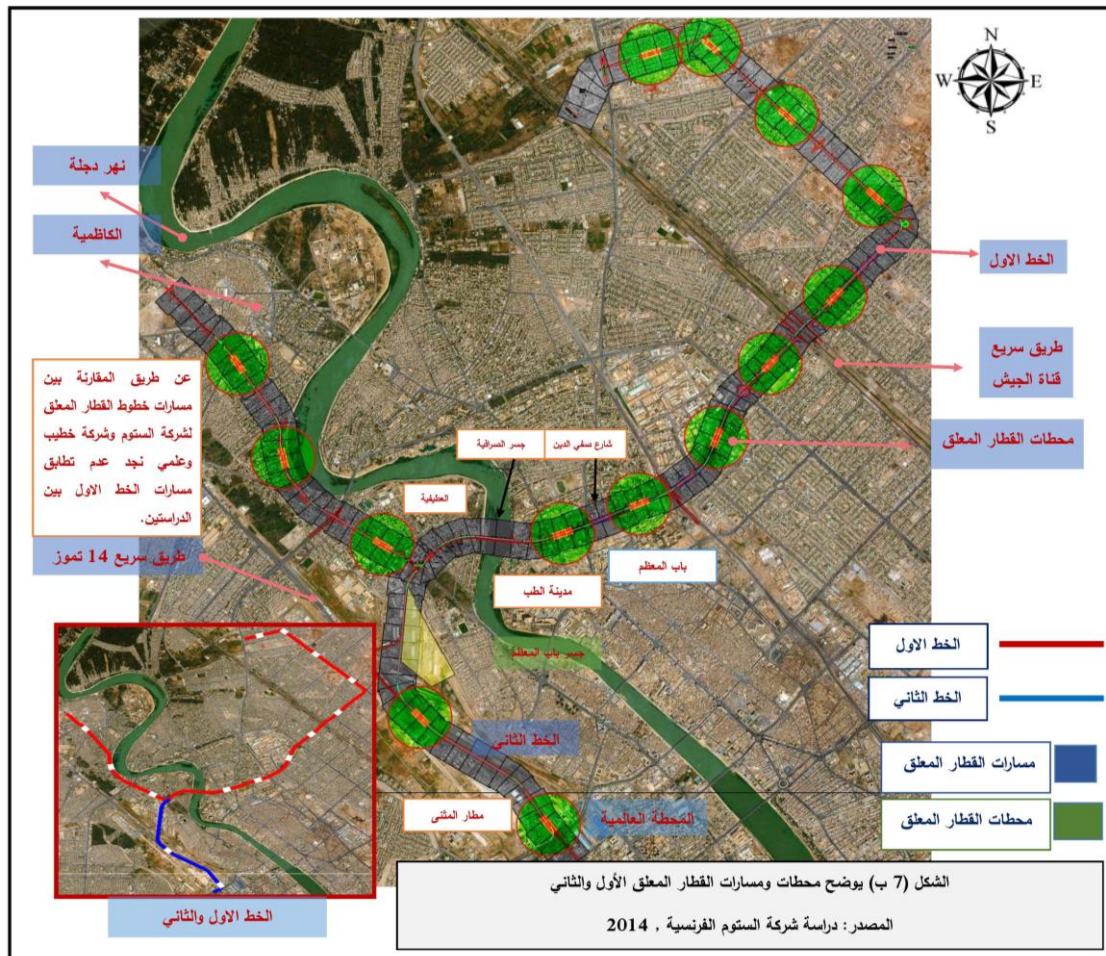 N
W E
S
نهر دجلة
الكاظمية
الخط الاول
طريق سريع
قناة الجيش
محطات القطار المعلق
عن طريق المقارنة بين
مسارات خطوط القطار المعلق
لشركة الستوم وشركة خطيب
وعلمي نجد عدم تطابق
مسارات الخط الاول بين
الدراستين.
جسر الصرافية
شارع صفي الدين
العطيفية
طريق سريع 14 تموز
باب المعظم
مدينة الطب
جسر باب المعظم
الخط الاول
الخط الثاني
الخط الثاني
مسارات القطار المعلق
مطار المثنى
المحطة العالمية
محطات القطار المعلق
الخط الاول والثاني
الشكل (7 ب) يوضح محطات ومسارات القطار المعلق الأول والثاني
المصدر: دراسة شركة الستوم الفرنسية , 2014